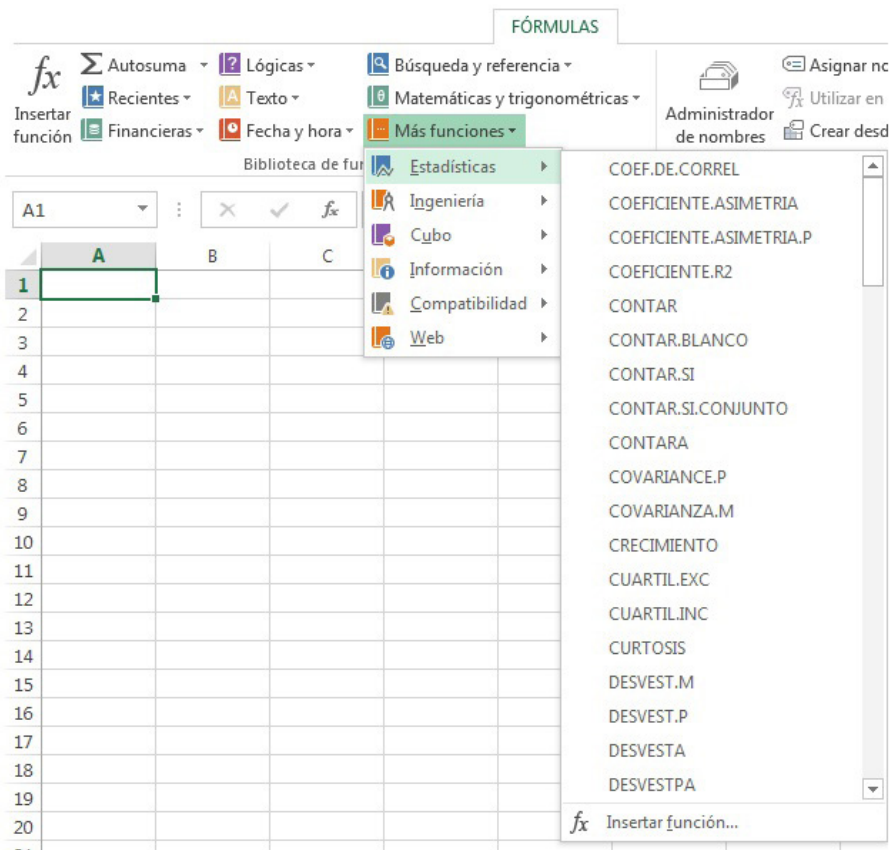 FÓRMULAS
fx
Insertar
función
Autosuma
Recientes
Financieras
Lógicas
Texto
Fecha y hora
Búsqueda y referencia
Matemáticas y trigonométricas
Más funciones
Biblioteca de fur
Administrador
de nombres
Asignar nc
Utilizar en
Crear desd
A1
fx
A B C
1
2
3
4
5
6
7
8
9
10
11
12
13
14
15
16
17
18
19
20
Estadísticas
Ingeniería
Cubo
Información
Compatibilidad
Web
COEF.DE.CORREL
COEFICIENTE.ASIMETRIA
COEFICIENTE.ASIMETRIA.P
COEFICIENTE.R2
CONTAR
CONTAR.BLANCO
CONTAR.SI
CONTAR.SI.CONJUNTO
CONTARA
COVARIANCE.P
COVARIANZA.M
CRECIMIENTO
CUARTIL.EXC
CUARTIL.INC
CURTOSIS
DESVEST.M
DESVEST.P
DESVESTA
DESVESTPA
fx Insertar función...